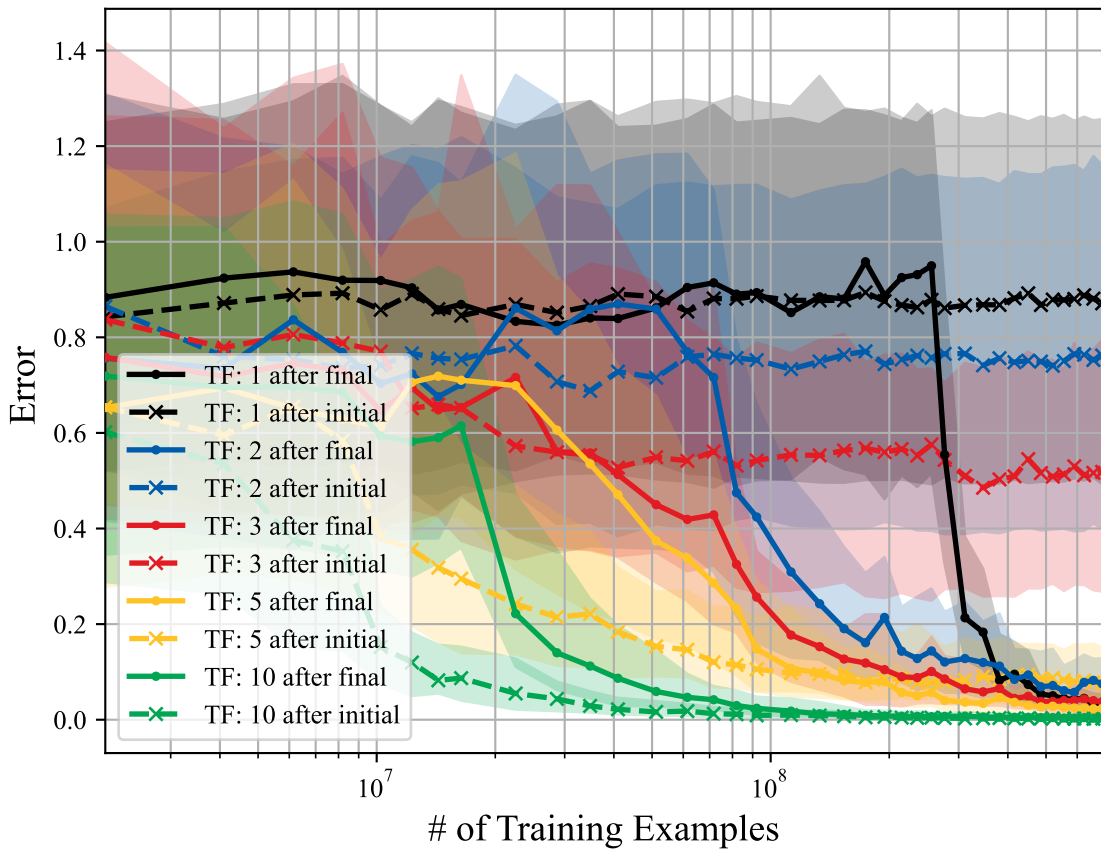 1.4
1.2
1.0
0.8
0.6
0.4
0.2
0.0
Error
TF: 1 after final
TF: 1 after initial
TF: 2 after final
TF: 2 after initial
TF: 3 after final
TF: 3 after initial
TF: 5 after final
TF: 5 after initial
TF: 10 after final
TF: 10 after initial
10⁷
10⁸
# of Training Examples